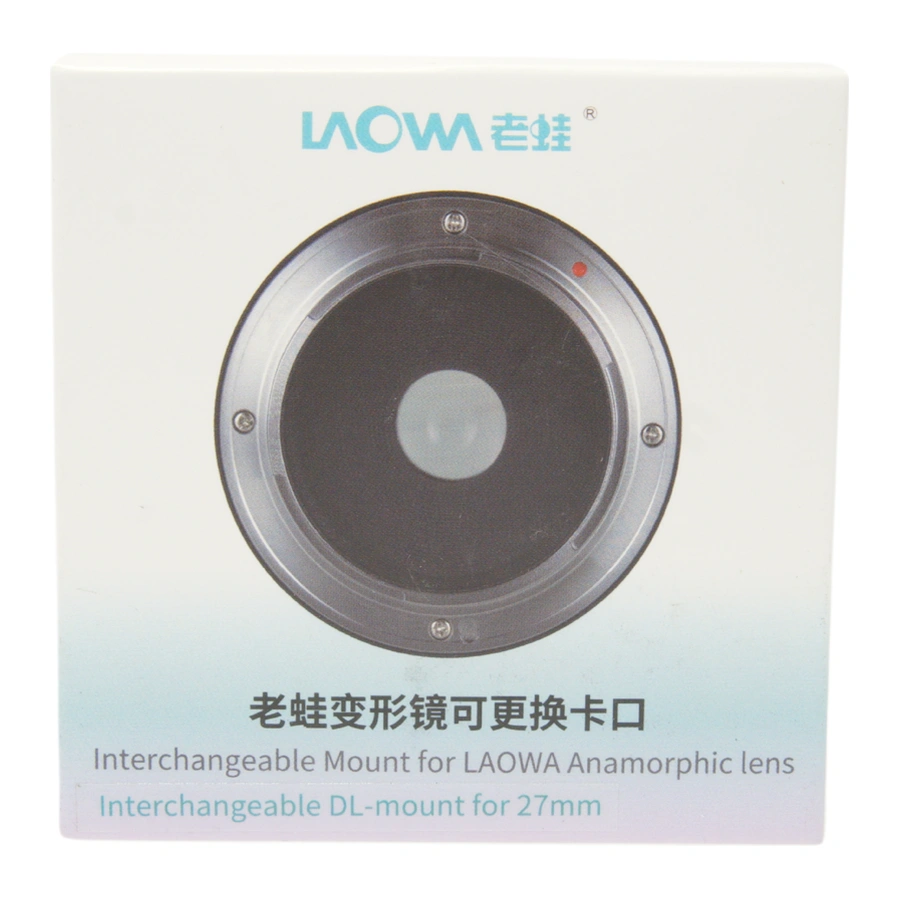 LAOWA 老蛙 ®
老蛙变形镜可更换卡口
Interchangeable Mount for LAOWA Anamorphic lens
Interchangeable DL-mount for 27mm